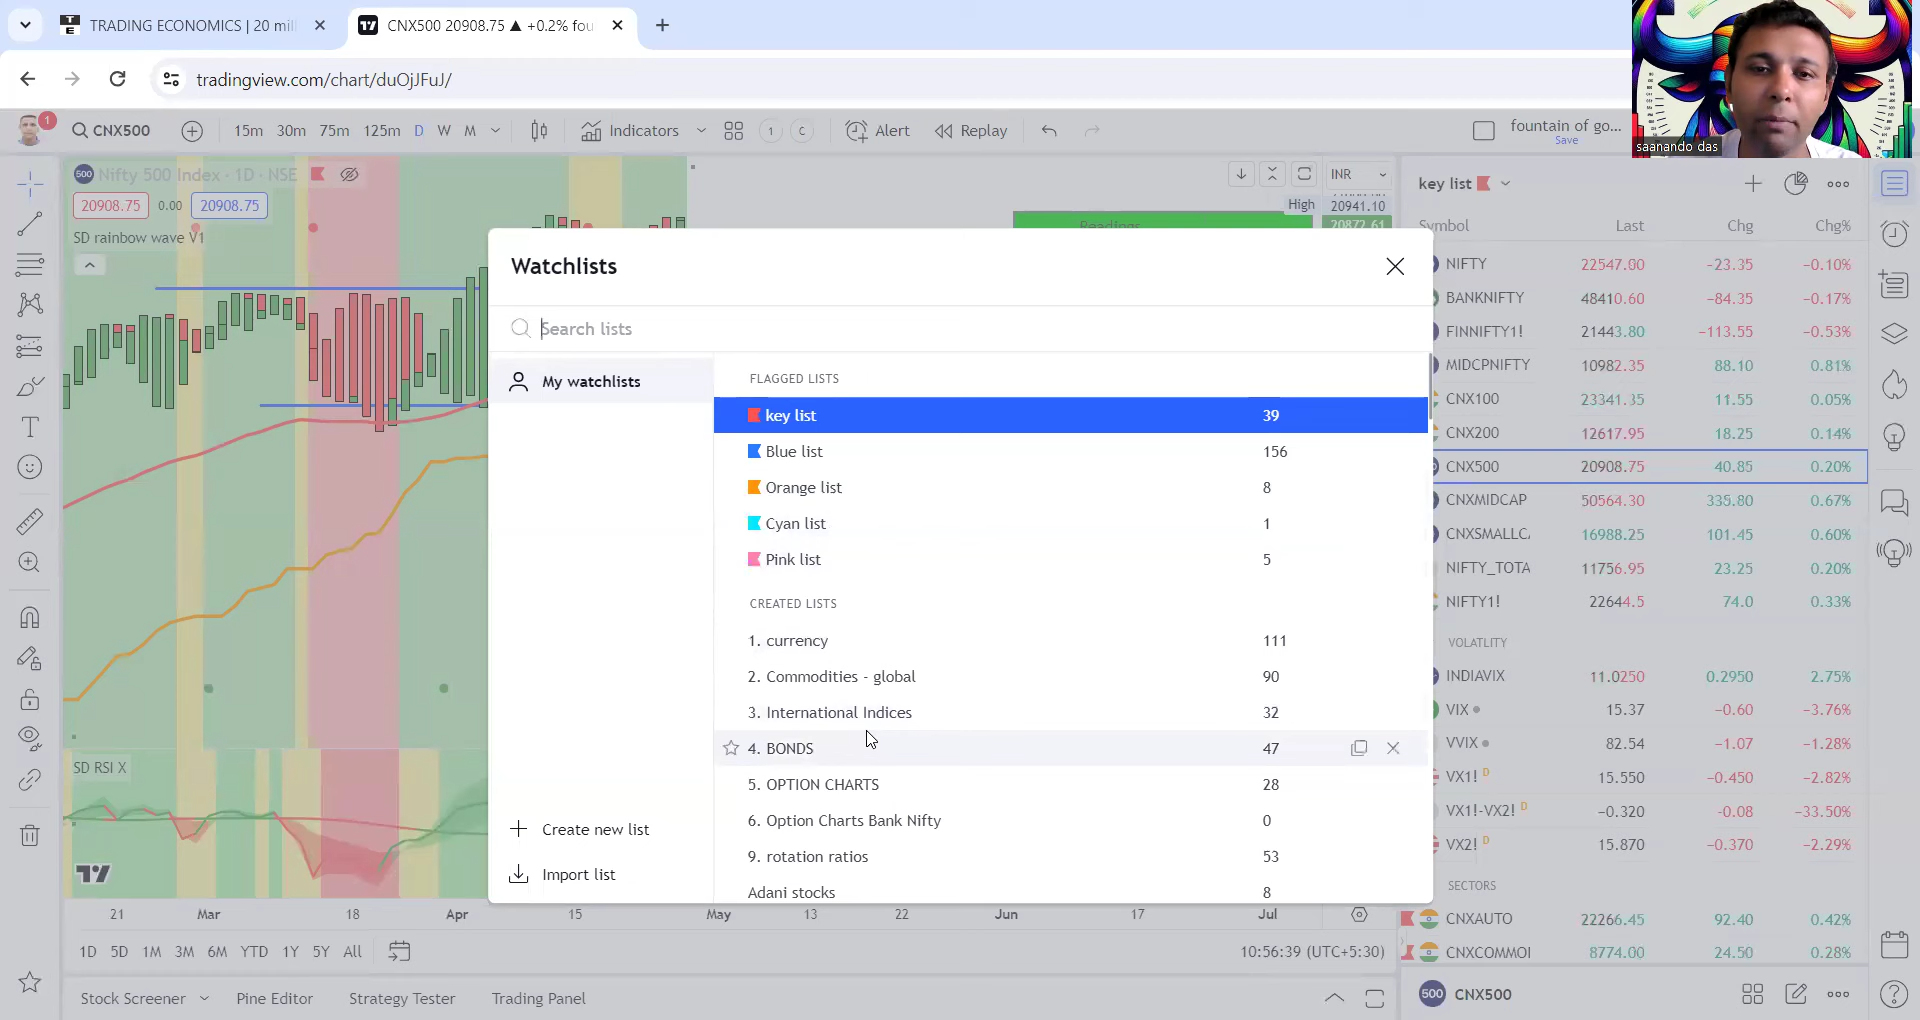 TRADING ECONOMICS | 20 mil
CNX500 20908.75 ▲ +0.2% fou
tradingview.com/chart/duOjJFuJ/
saanando das
1
CNX500
15m 30m 75m 125m D W M
Indicators
1 C
Alert
Replay
fountain of go...
Save
500 Nifty 500 Index · 1D · NSE
20908.75 0.00 20908.75
SD rainbow wave V1
INR
High 20941.10
20872.61
Readings
key list
Symbol Last Chg Chg%
NIFTY 22547.00 −23.35 −0.10%
BANKNIFTY 48410.60 −84.35 −0.17%
FINNIFTY1! 21443.80 −113.55 −0.53%
MIDCPNIFTY 10982.35 88.10 0.81%
CNX100 23341.35 11.55 0.05%
CNX200 12617.95 18.25 0.14%
CNX500 20908.75 40.85 0.20%
CNXMIDCAP 50564.30 335.80 0.67%
CNXSMALLC 16988.25 101.45 0.60%
NIFTY_TOTA 11756.95 23.25 0.20%
NIFTY1! 22644.5 74.0 0.33%
VOLATLITY
INDIAVIX 11.0250 0.2950 2.75%
VIX 15.37 −0.60 −3.76%
VVIX 82.54 −1.07 −1.28%
VX1! D 15.550 −0.450 −2.82%
VX1!-VX2! D −0.320 −0.08 −33.50%
VX2! D 15.870 −0.370 −2.29%
SECTORS
CNXAUTO 22266.45 92.40 0.42%
CNXCOMMOI 8774.00 24.50 0.28%
500 CNX500
Watchlists
Search lists
My watchlists
Create new list
Import list
FLAGGED LISTS
key list 39
Blue list 156
Orange list 8
Cyan list 1
Pink list 5
CREATED LISTS
1. currency 111
2. Commodities - global 90
3. International Indices 32
4. BONDS 47
5. OPTION CHARTS 28
6. Option Charts Bank Nifty 0
9. rotation ratios 53
Adani stocks 8
SD RSI X
21 Mar 18 Apr 15 May 13 22 Jun 17 Jul
1D 5D 1M 3M 6M YTD 1Y 5Y All
10:56:39 (UTC+5:30)
Stock Screener Pine Editor Strategy Tester Trading Panel